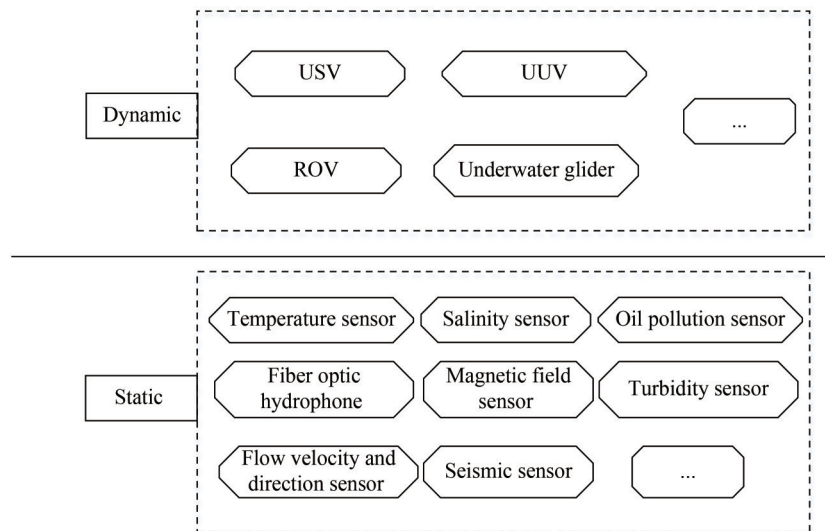 USV
UUV
Dynamic
...
ROV
Underwater glider
Temperature sensor
Salinity sensor
Oil pollution sensor
Static
Fiber optic
hydrophone
Magnetic field
sensor
Turbidity sensor
Flow velocity and
direction sensor
Seismic sensor
...